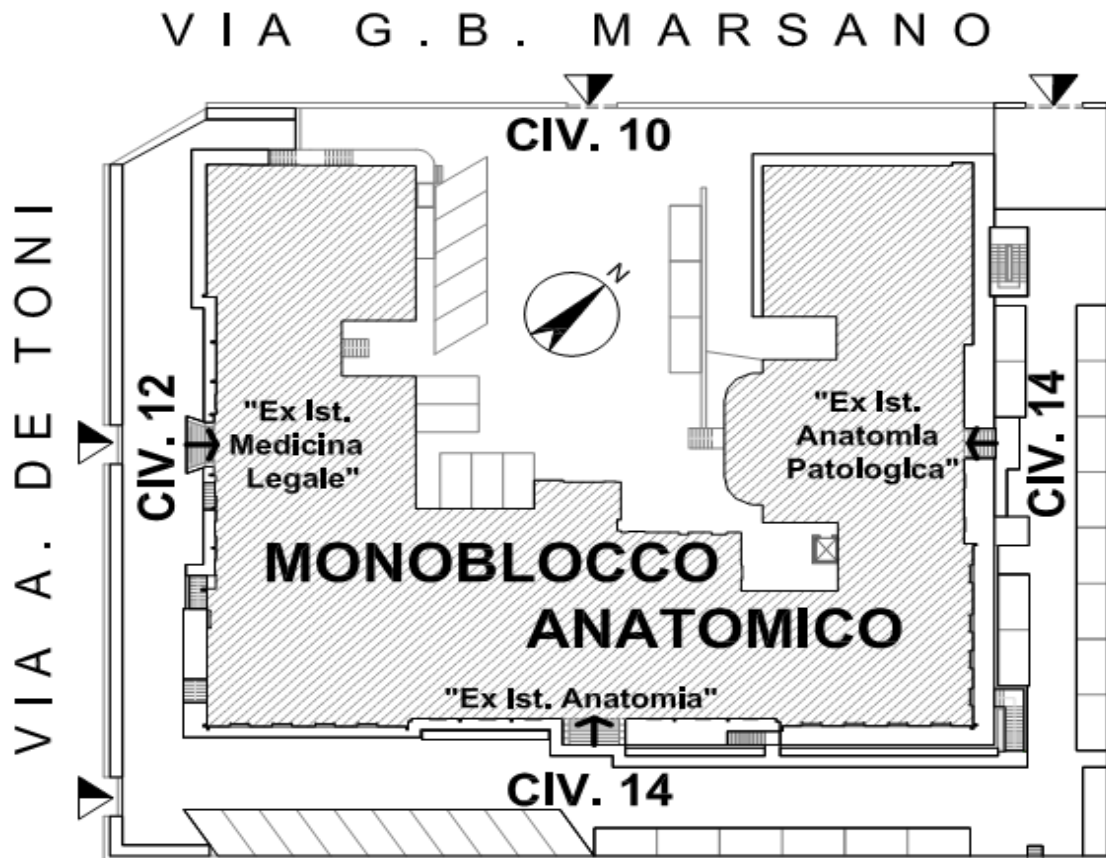 VIA G.B. MARSANO
CIV. 10
N
VIA A. DE TONI
CIV. 12
"Ex Ist.
Medicina
Legale"
"Ex Ist.
AnatomIa
PatologIca"
CIV. 14
MONOBLOCCO
ANATOMICO
"Ex Ist. Anatomia"
CIV. 14